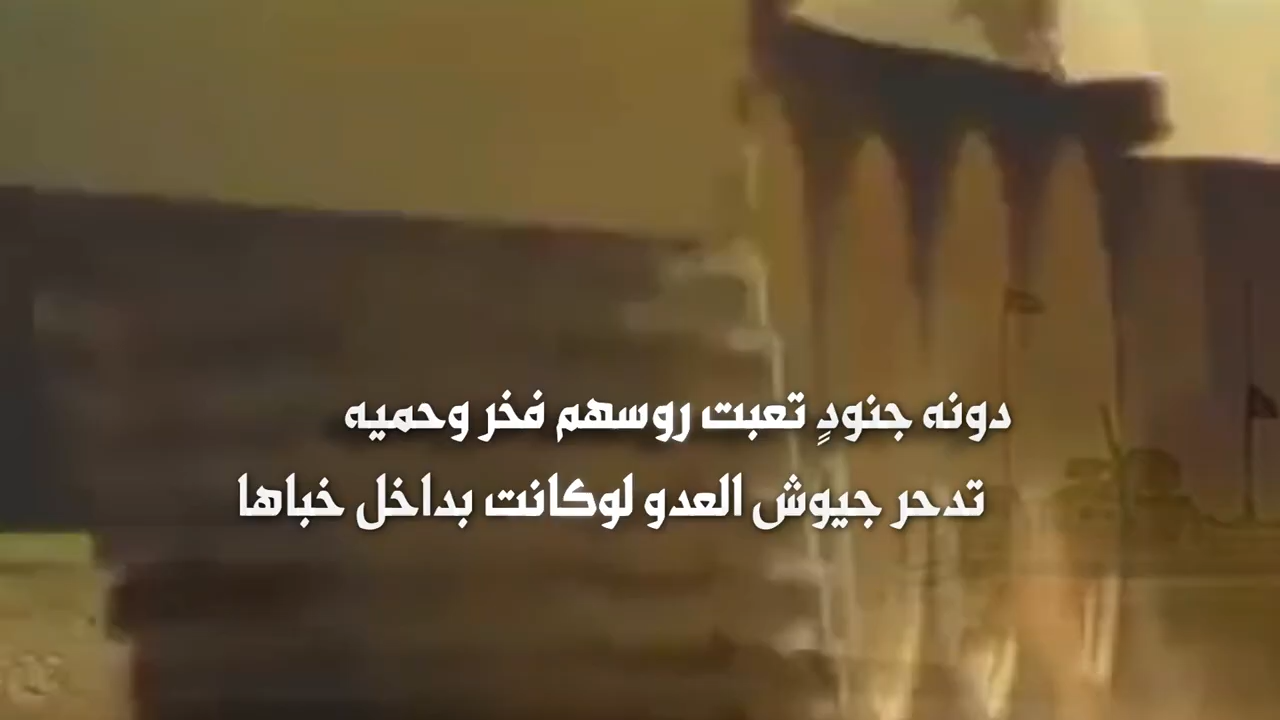 دونه جنودٍ تعبت روسهم فخر وحميه
تدحر جيوش العدو لوكانت بداخل خباها